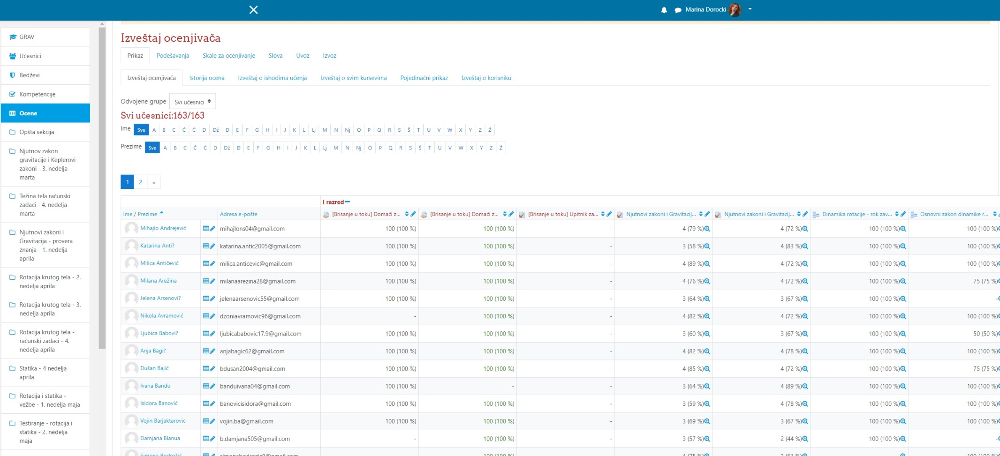 Marina Dorocki
GRAV
Učesnici
Bedževi
Kompetencije
Ocene
Opšta sekcija
Njutnov zakon
gravitacije i Keplerovi
zakoni - 3. nedelja
marta
Težina tela računski
zadaci - 4. nedelja
marta
Njutnovi zakoni i
Gravitacija - provera
znanja - 1. nedelja
aprila
Rotacija krutog tela - 2.
nedelja aprila
Rotacija krutog tela - 3.
nedelja aprila
Rotacija krutog tela -
računski zadaci - 4.
nedelja aprila
Statika - 4 nedelja
aprila
Rotacija i statika -
vežbe - 1. nedelja maja
Testiranje - rotacija i
statika - 2. nedelja
maja
Izveštaj ocenjivača
Prikaz Podešavanja Skale za ocenjivanje Slova Uvoz Izvoz
Izveštaj ocenjivača Istorija ocena Izveštaj o ishodima učenja Izveštaj o svim kursevima Pojedinačni prikaz Izveštaj o korisniku
Odvojene grupe Svi učesnici
Svi učesnici:163/163
Ime Sve A B C Č Ć D Dž Đ E F G H I J K L Lj M N Nj O P Q R S Š T U V W X Y Z Ž
Prezime Sve A B C Č Ć D Dž Đ E F G H I J K L Lj M N Nj O P Q R S Š T U V W X Y Z Ž
1 2 »
I razred
Ime / Prezime Adresa e-pošte [Brisanje u toku] Domaći z... [Brisanje u toku] Domaći z... [Brisanje u toku] Upitnik za... Njutnovi zakoni i Gravitacij... Njutnovi zakoni i Gravitacij... Dinamika rotacije - rok zav... Osnovni zakon dinamike r...
Mihajlo Andrejević mihajlons04@gmail.com 100 (100 %) 100 (100 %) - 4 (79 %) 4 (72 %) 100 (100 %) 100 (100 %)
Katarina Anti? katarina.antic2005@gmail.com 100 (100 %) 100 (100 %) - 3 (58 %) 4 (83 %) 100 (100 %) 100 (100 %)
Milica Antičević milica.anticevic@gmail.com 100 (100 %) 100 (100 %) - 4 (89 %) 4 (72 %) 100 (100 %) 100 (100 %)
Milana Arežina milanaarezina28@gmail.com 100 (100 %) 100 (100 %) - 4 (76 %) 4 (72 %) 100 (100 %) 75 (75 %)
Jelena Arsenovi? jelenaarsenovic55@gmail.com 100 (100 %) 100 (100 %) - 3 (64 %) 3 (67 %) 100 (100 %) -
Nikola Avramović dzoniavramovic96@gmail.com - 100 (100 %) - 4 (82 %) 4 (72 %) 100 (100 %) 100 (100 %)
Ljubica Babovi? ljubicababovic17.9@gmail.com 100 (100 %) 100 (100 %) - 3 (60 %) 3 (67 %) 100 (100 %) 50 (50 %)
Anja Bagi? anjabagic62@gmail.com 100 (100 %) 100 (100 %) - 4 (82 %) 4 (78 %) 100 (100 %) 100 (100 %)
Dušan Bajić bdusan2004@gmail.com 100 (100 %) 100 (100 %) - 4 (85 %) 4 (72 %) 100 (100 %) 75 (75 %)
Ivana Bandu banduivana04@gmail.com 100 (100 %) - - 3 (64 %) 4 (89 %) 100 (100 %) 100 (100 %)
Isidora Banović banovicisidora@gmail.com 100 (100 %) 100 (100 %) - 3 (59 %) 4 (78 %) 100 (100 %) 100 (100 %)
Vojin Barjaktarovic vojin.ba@gmail.com 100 (100 %) 100 (100 %) - 3 (69 %) 3 (67 %) 100 (100 %) 100 (100 %)
Damjana Blanua b.damjana505@gmail.com - 100 (100 %) - 3 (57 %) 2 (44 %) 100 (100 %) -